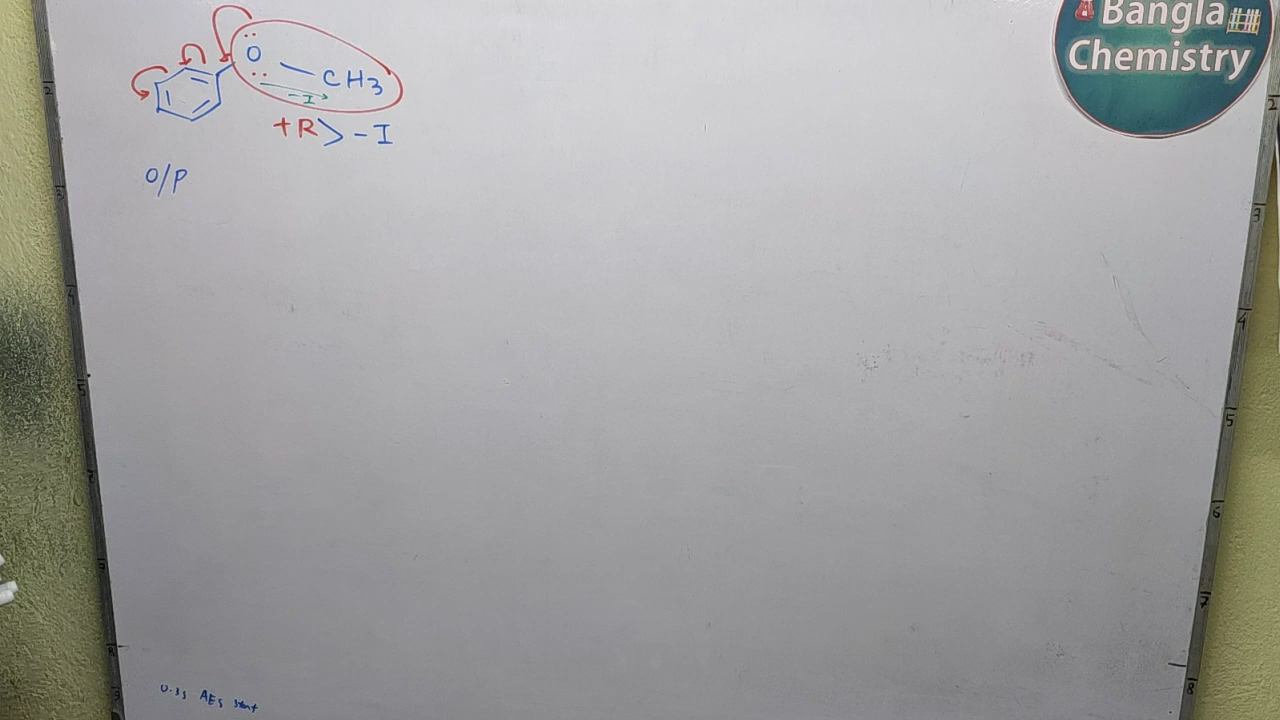 Bangla
Chemistry
O
CH3
-I
+R > -I
O/P